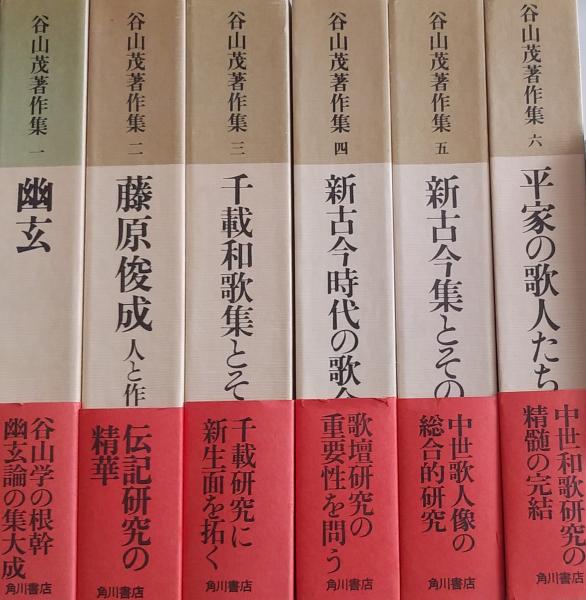 谷山茂著作集 一
幽玄
谷山学の根幹
幽玄論の集大成
谷山茂著作集 二
藤原俊成 人と作
伝記研究の
精華
角川書店
谷山茂著作集 三
千載和歌集とそ
千載研究に
新生面を拓く
角川書店
谷山茂著作集 四
新古今時代の歌合
歌壇研究の
重要性を問う
角川書店
谷山茂著作集 五
新古今集とその
中世歌人像の
総合的研究
角川書店
谷山茂著作集 六
平家の歌人たち
中世和歌研究の
精髄の完結
角川書店